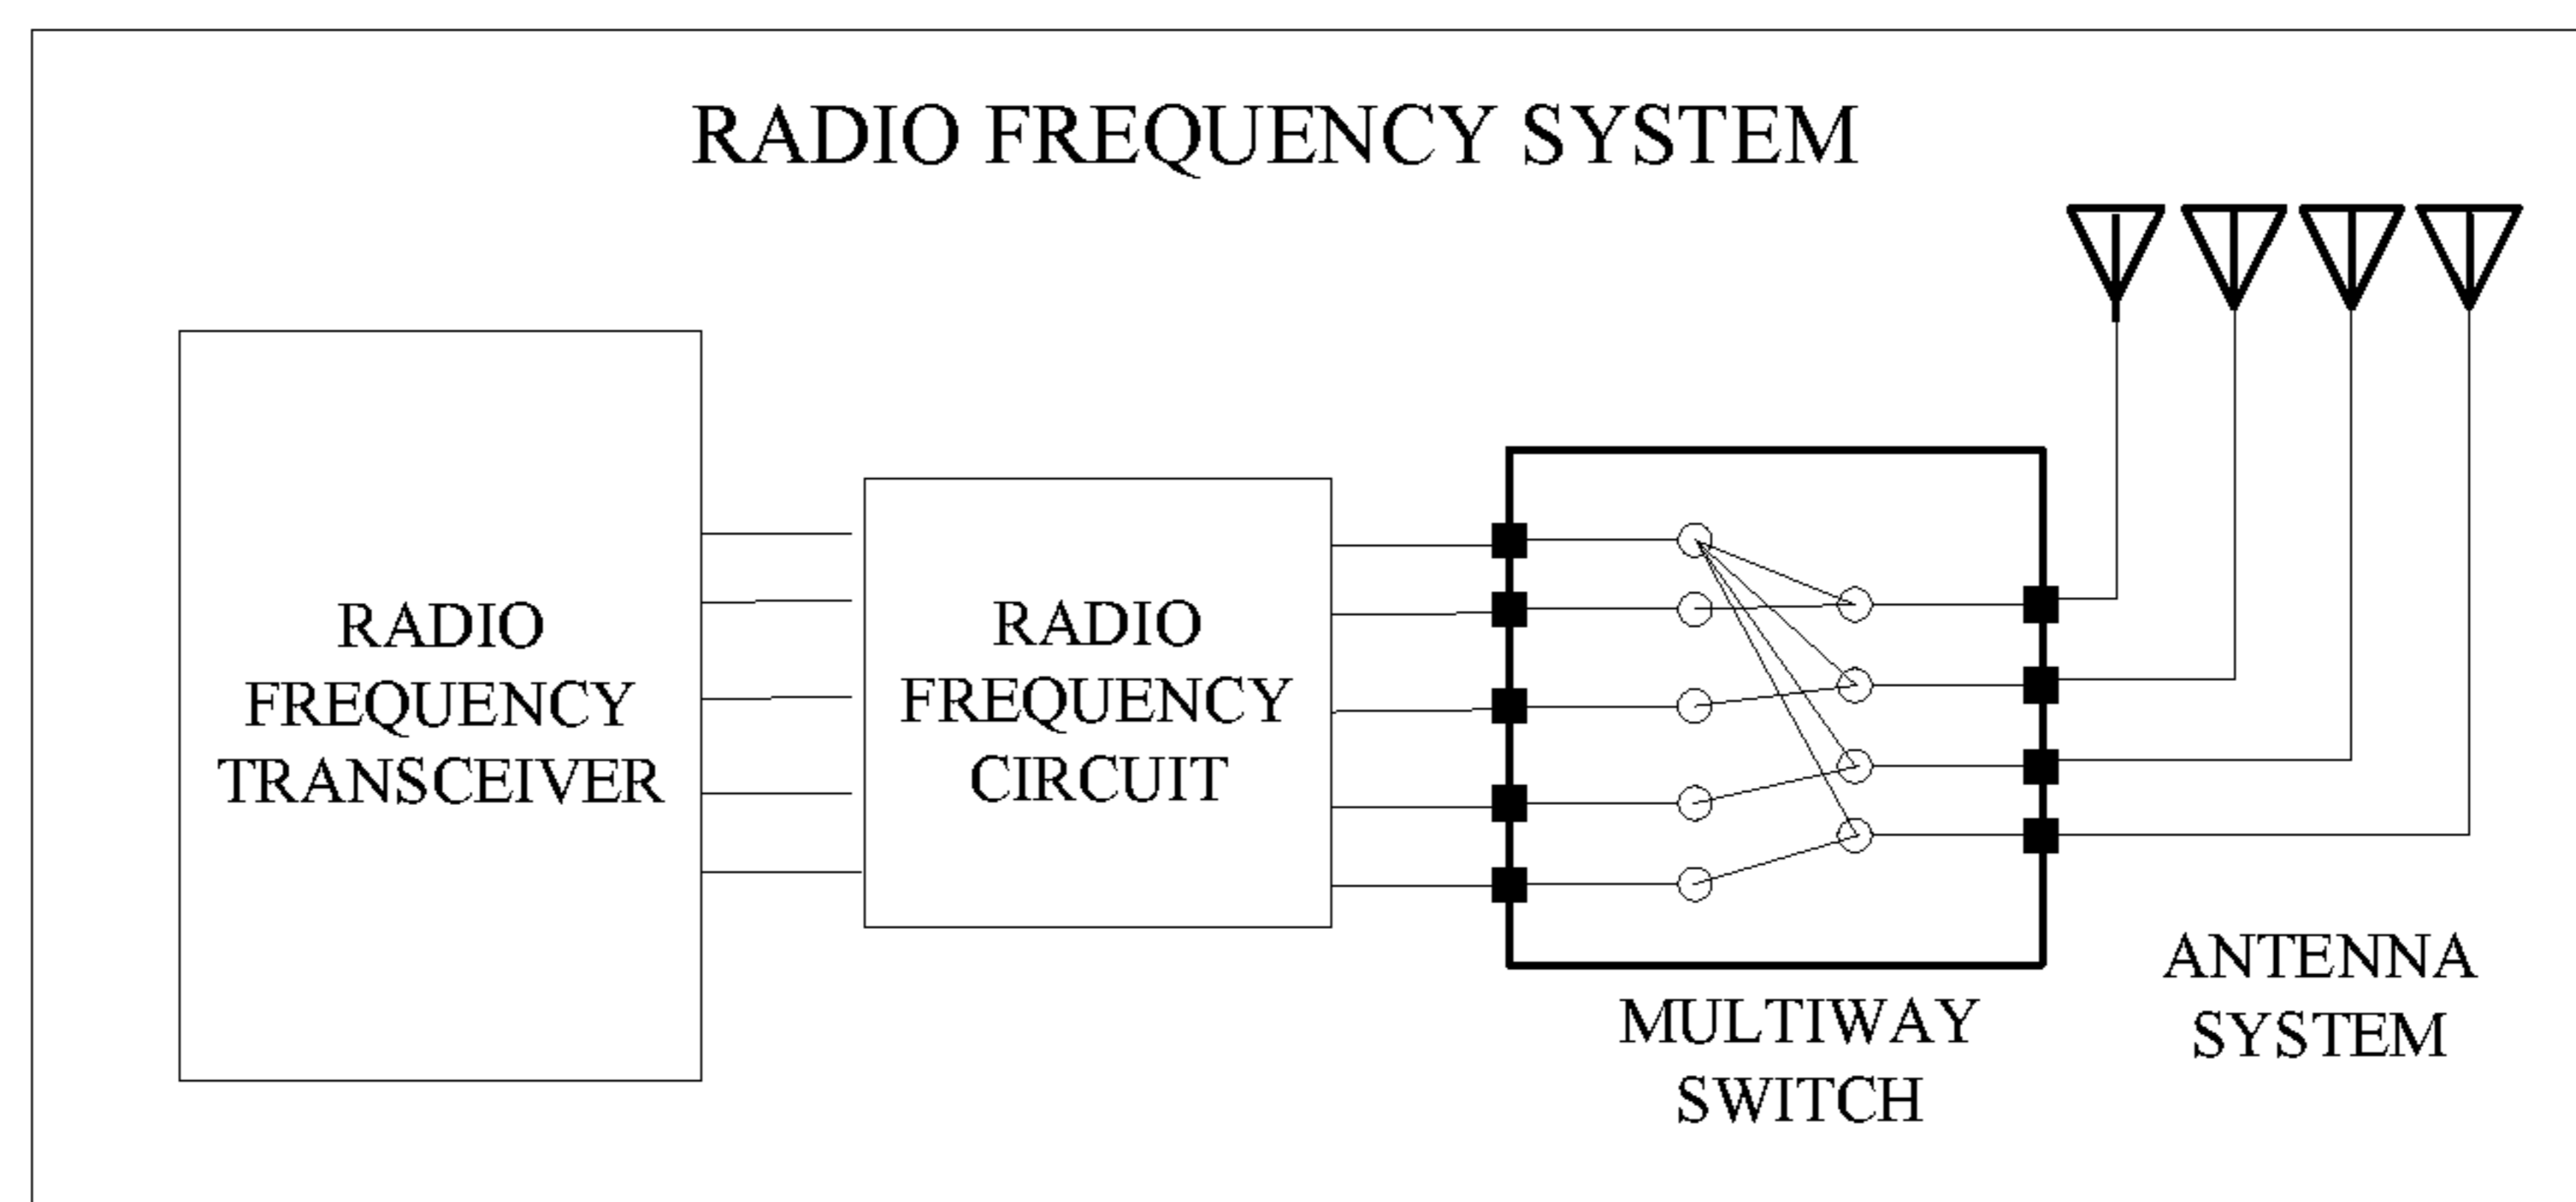 RADIO FREQUENCY SYSTEM
RADIO
FREQUENCY
TRANSCEIVER
RADIO
FREQUENCY
CIRCUIT
MULTIWAY
SWITCH
ANTENNA
SYSTEM